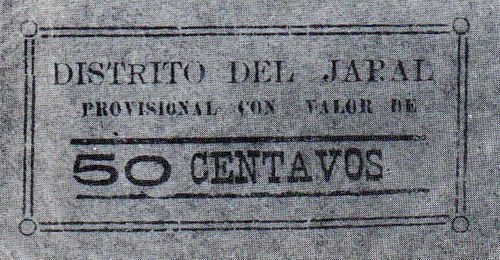 DISTRITO DEL JARAL
PROVISIONAL CON VALOR DE
50 CENTAVOS